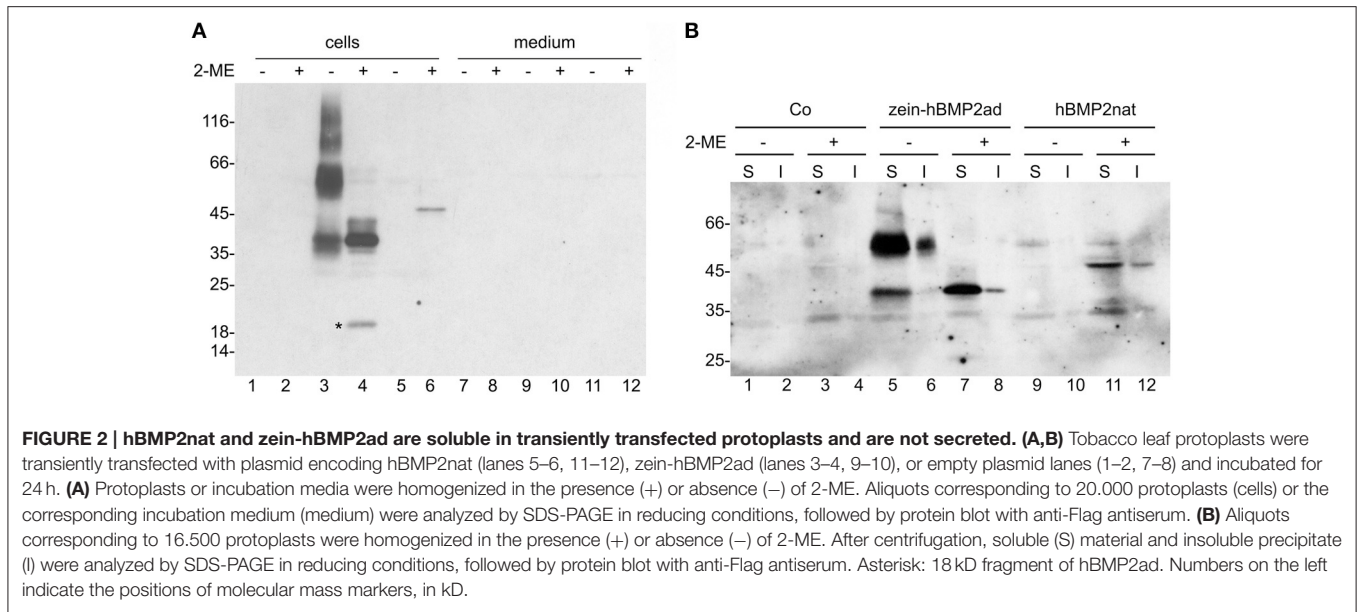 A
cells medium
2-ME - + - + - + - + - + - +
116-
66-
45-
35-
25-
18-
14-
*
1 2 3 4 5 6 7 8 9 10 11 12
B
Co zein-hBMP2ad hBMP2nat
2-ME - + - + - +
S I S I S I S I S I S I
66-
45-
35-
25-
1 2 3 4 5 6 7 8 9 10 11 12
FIGURE 2 | hBMP2nat and zein-hBMP2ad are soluble in transiently transfected protoplasts and are not secreted. (A,B) Tobacco leaf protoplasts were
transiently transfected with plasmid encoding hBMP2nat (lanes 5–6, 11–12), zein-hBMP2ad (lanes 3–4, 9–10), or empty plasmid lanes (1–2, 7–8) and incubated for
24 h. (A) Protoplasts or incubation media were homogenized in the presence (+) or absence (−) of 2-ME. Aliquots corresponding to 20.000 protoplasts (cells) or the
corresponding incubation medium (medium) were analyzed by SDS-PAGE in reducing conditions, followed by protein blot with anti-Flag antiserum. (B) Aliquots
corresponding to 16.500 protoplasts were homogenized in the presence (+) or absence (−) of 2-ME. After centrifugation, soluble (S) material and insoluble precipitate
(I) were analyzed by SDS-PAGE in reducing conditions, followed by protein blot with anti-Flag antiserum. Asterisk: 18 kD fragment of hBMP2ad. Numbers on the left
indicate the positions of molecular mass markers, in kD.